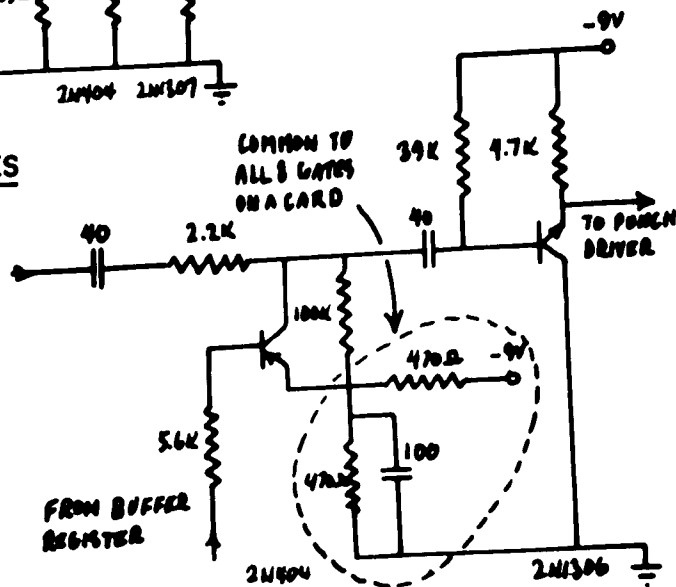 2N404 2N1307
ES
-9V
COMMON TO
ALL 8 GATES
ON A CARD
39K
4.7K
40
2.2K
40
TO PUNCH
DRIVER
100K
470Ω
-9V
5.6K
470Ω
100
FROM BUFFER
REGISTER
2N404
2N1306